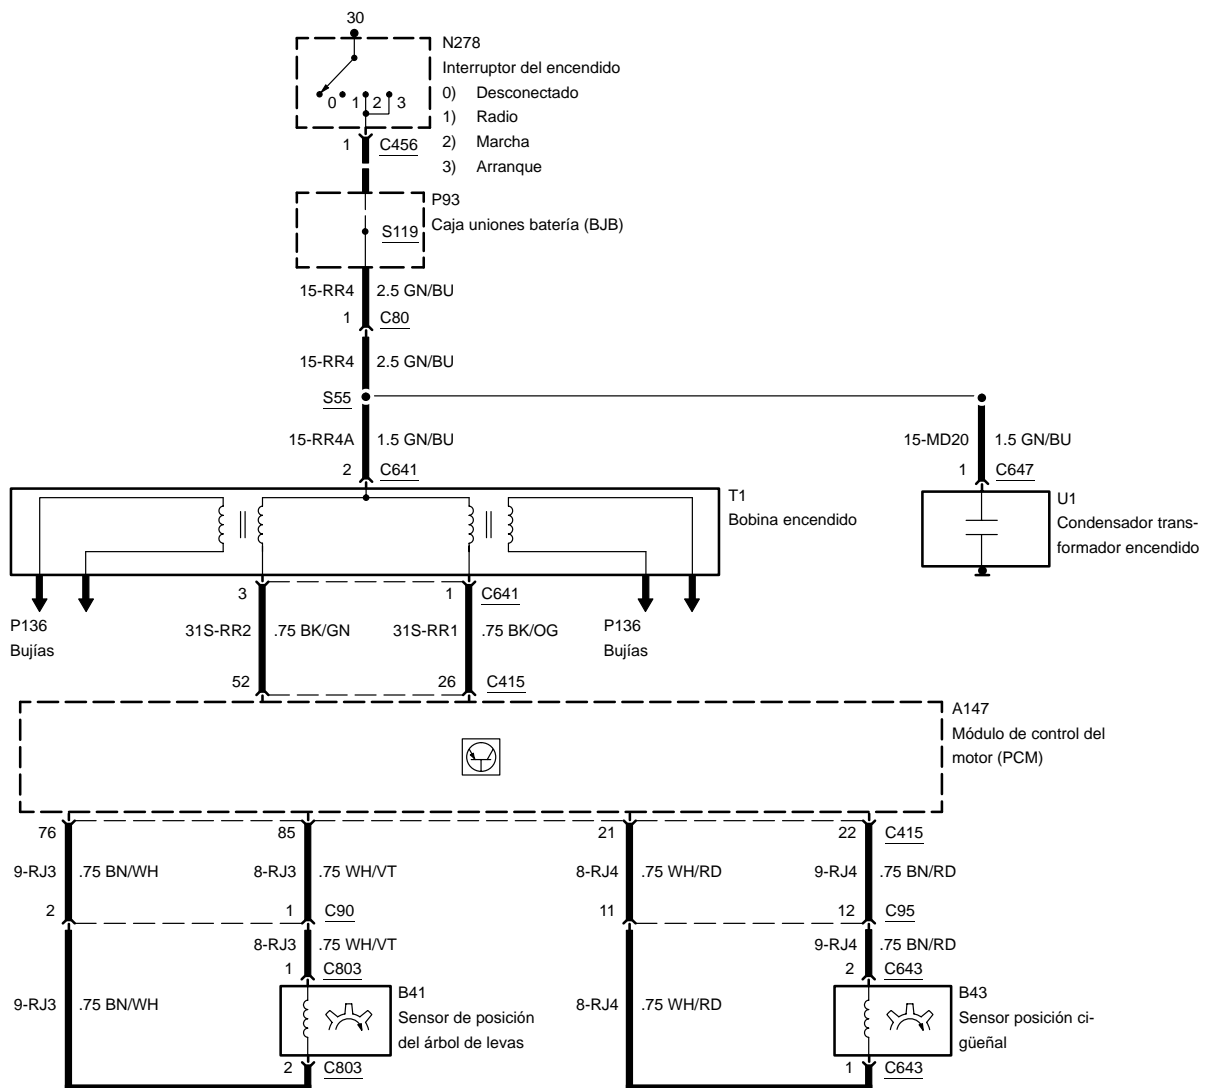 30
N278
Interruptor del encendido
0) Desconectado
1) Radio
2) Marcha
3) Arranque
0 1 2 3
1 C456
P93
Caja uniones batería (BJB)
S119
15-RR4 2.5 GN/BU
1 C80
15-RR4 2.5 GN/BU
S55
15-RR4A 1.5 GN/BU
2 C641
15-MD20 1.5 GN/BU
1 C647
T1
Bobina encendido
U1
Condensador trans-
formador encendido
3 1 C641
P136
Bujías
31S-RR2 .75 BK/GN
31S-RR1 .75 BK/OG
P136
Bujías
52 26 C415
A147
Módulo de control del
motor (PCM)
76 85 21 22 C415
9-RJ3 .75 BN/WH 8-RJ3 .75 WH/VT 8-RJ4 .75 WH/RD 9-RJ4 .75 BN/RD
2 1 C90 11 12 C95
8-RJ3 .75 WH/VT 9-RJ4 .75 BN/RD
1 C803 2 C643
9-RJ3 .75 BN/WH
B41
Sensor de posición
del árbol de levas
8-RJ4 .75 WH/RD
B43
Sensor posición ci-
güeñal
2 C803 1 C643